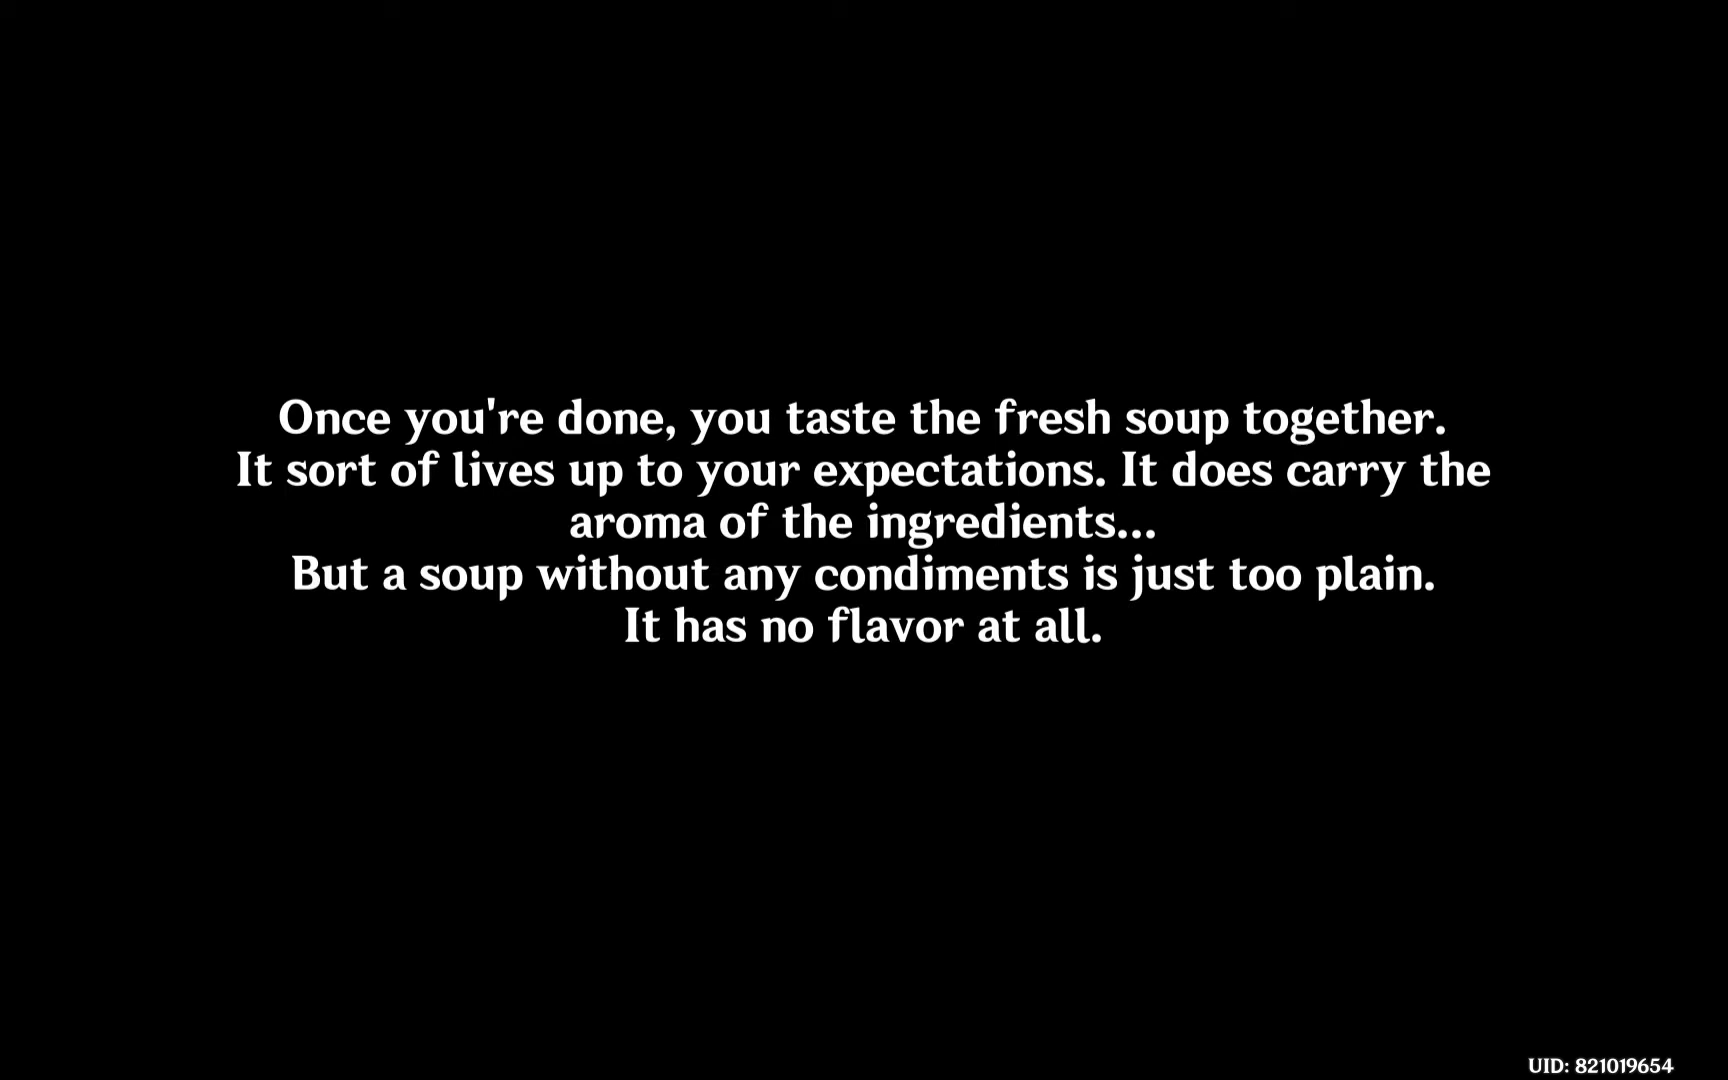 Once you're done, you taste the fresh soup together.
It sort of lives up to your expectations. It does carry the
aroma of the ingredients...
But a soup without any condiments is just too plain.
It has no flavor at all.
UID: 821019654